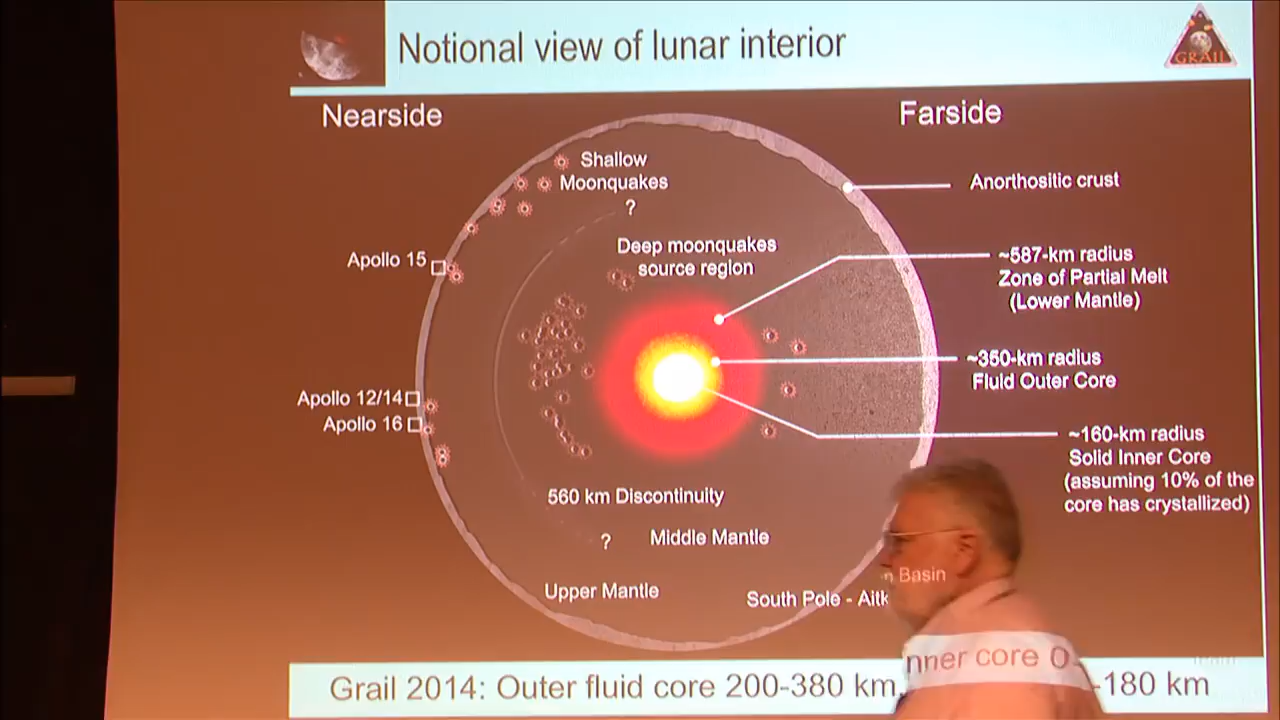 Notional view of lunar interior
GRAIL
Nearside
Farside
Shallow
Moonquakes
?
Anorthositic crust
Deep moonquakes
source region
Apollo 15
~587-km radius
Zone of Partial Melt
(Lower Mantle)
~350-km radius
Fluid Outer Core
Apollo 12/14
Apollo 16
~160-km radius
Solid Inner Core
(assuming 10% of the
core has crystallized)
560 km Discontinuity
?
Middle Mantle
Upper Mantle
South Pole - Aitk
n Basin
Grail 2014: Outer fluid core 200-380 km, nner core 0 -180 km